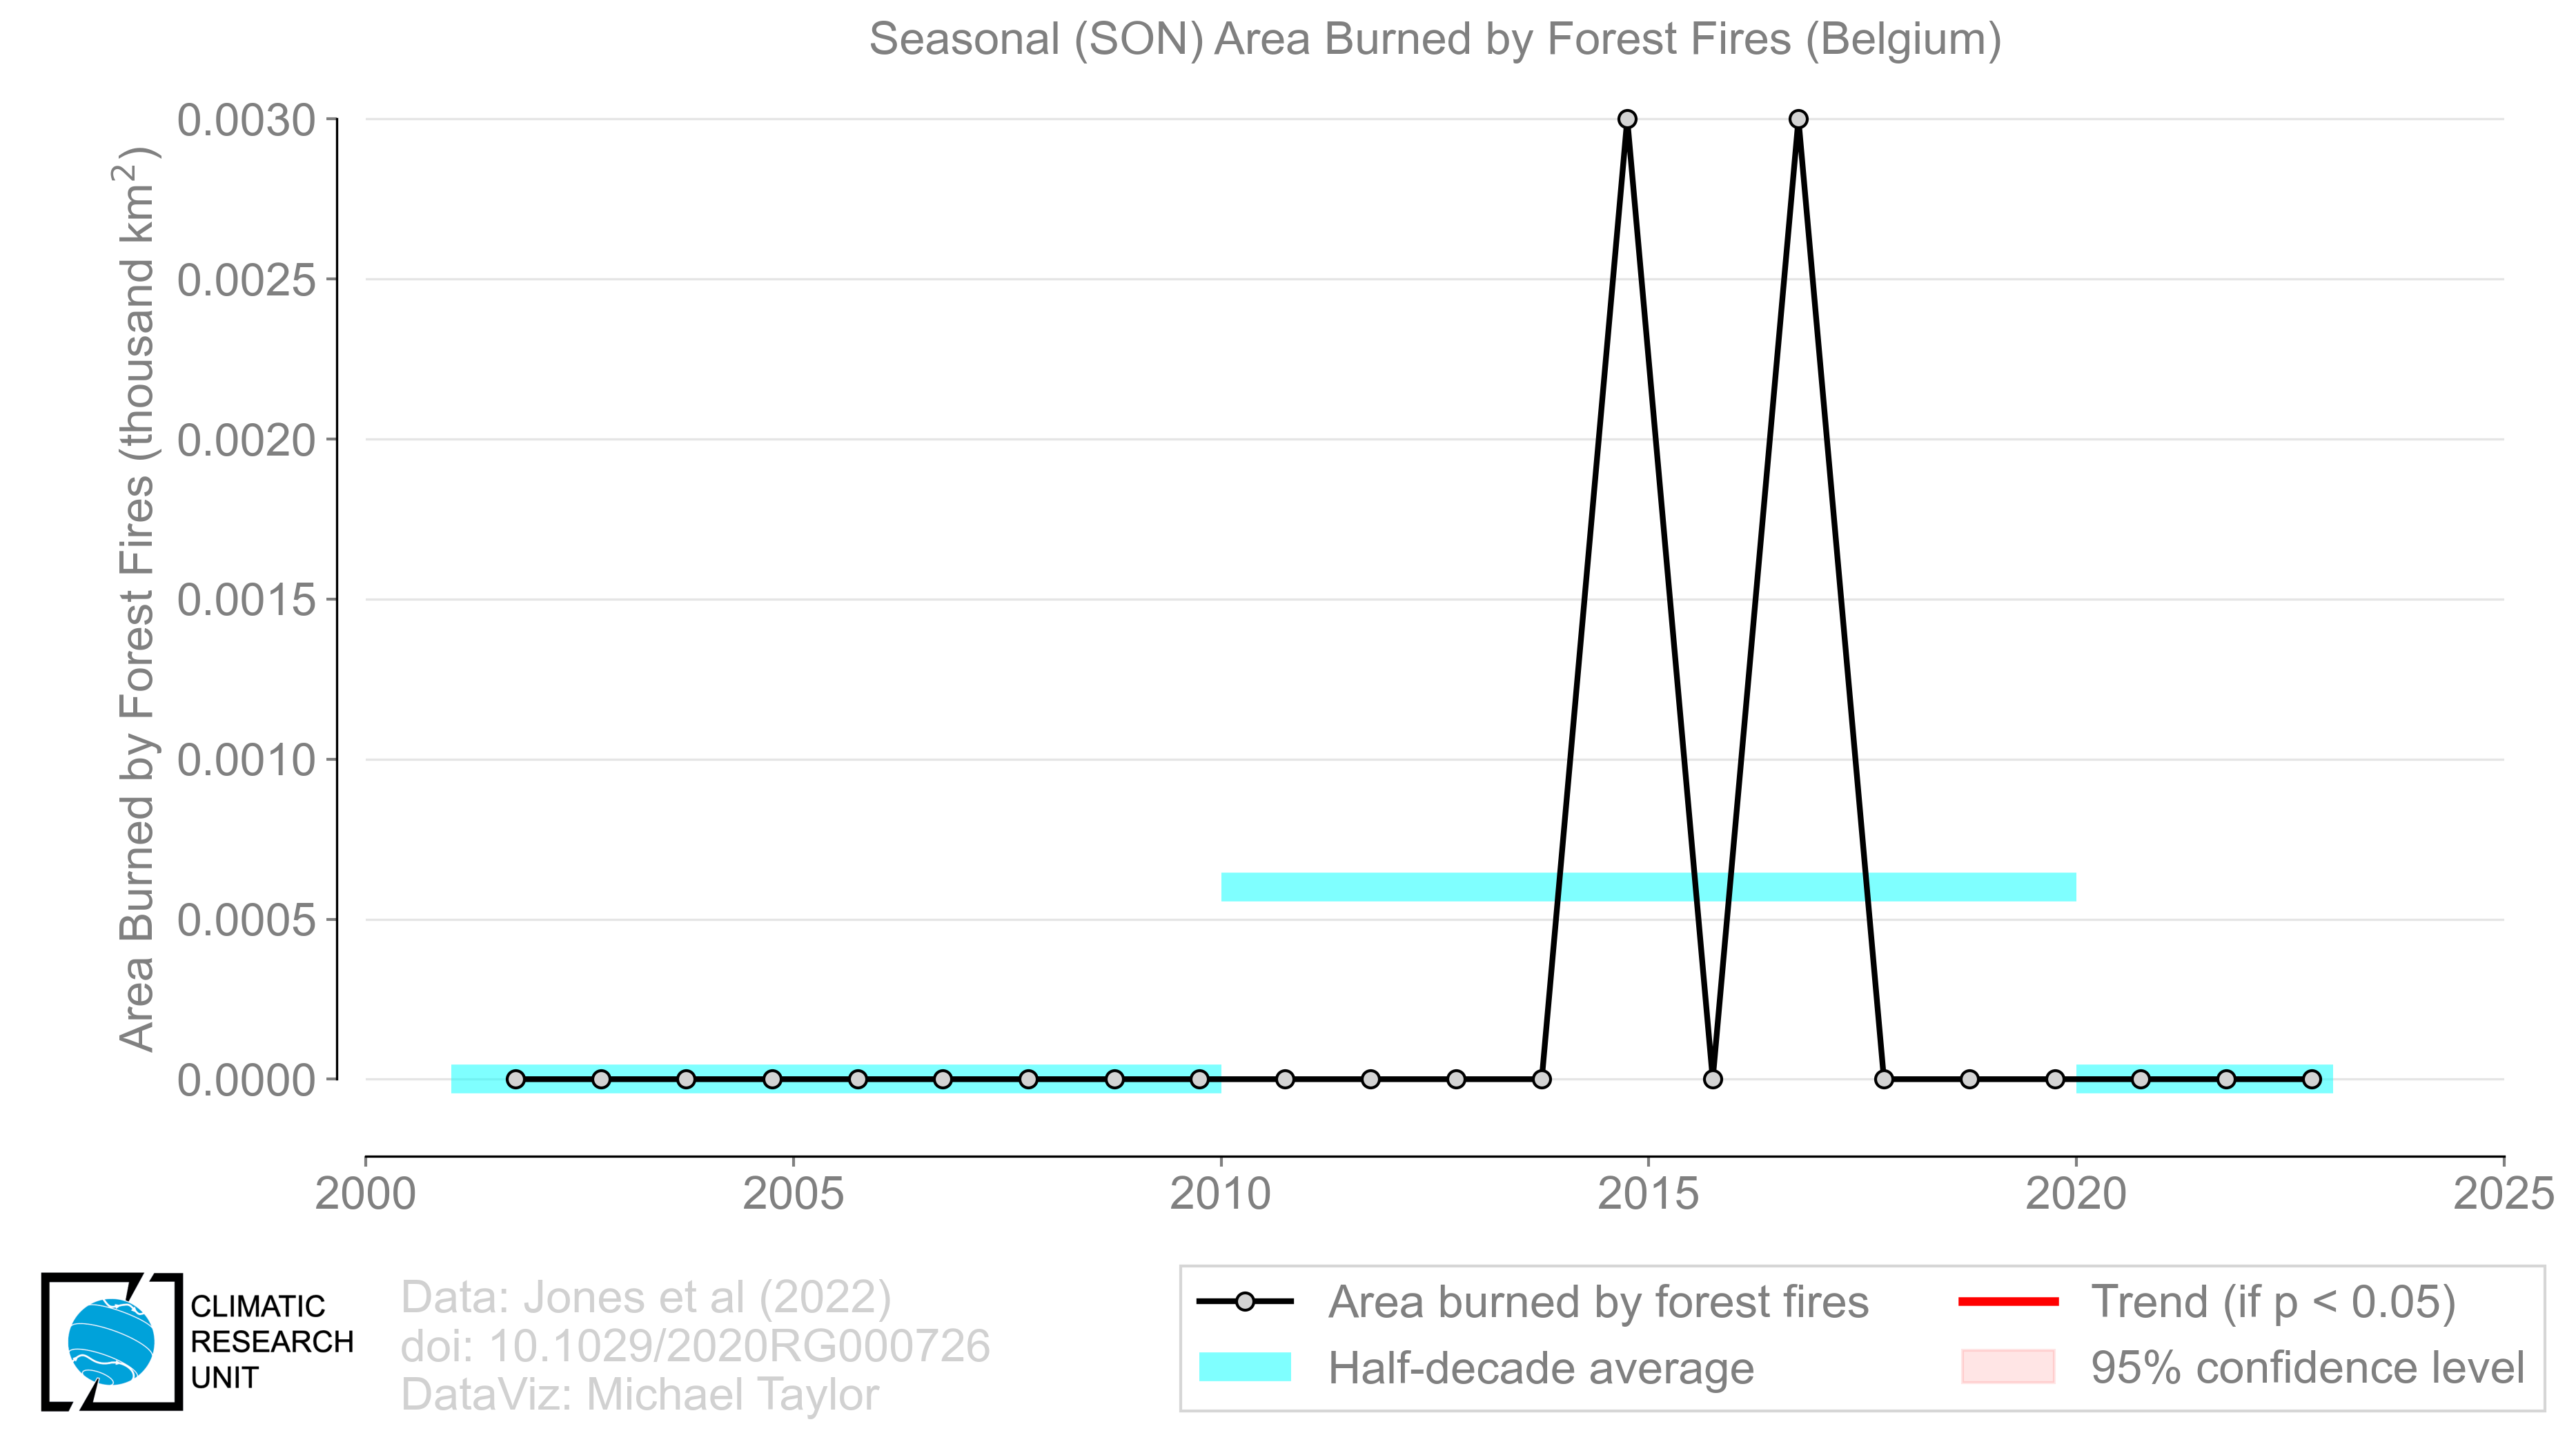 Seasonal (SON) Area Burned by Forest Fires (Belgium)
Area Burned by Forest Fires (thousand km²)
0.0030
0.0025
0.0020
0.0015
0.0010
0.0005
0.0000
2000 2005 2010 2015 2020 2025
CLIMATIC
RESEARCH
UNIT
Data: Jones et al (2022)
doi: 10.1029/2020RG000726
DataViz: Michael Taylor
Area burned by forest fires
Half-decade average
Trend (if p < 0.05)
95% confidence level